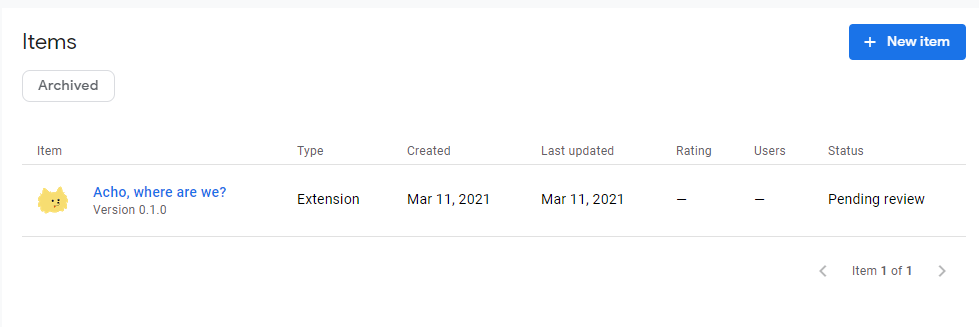 Items
+ New item
Archived
Item Type Created Last updated Rating Users Status
Acho, where are we?
Version 0.1.0
Extension Mar 11, 2021 Mar 11, 2021 — — Pending review
Item 1 of 1